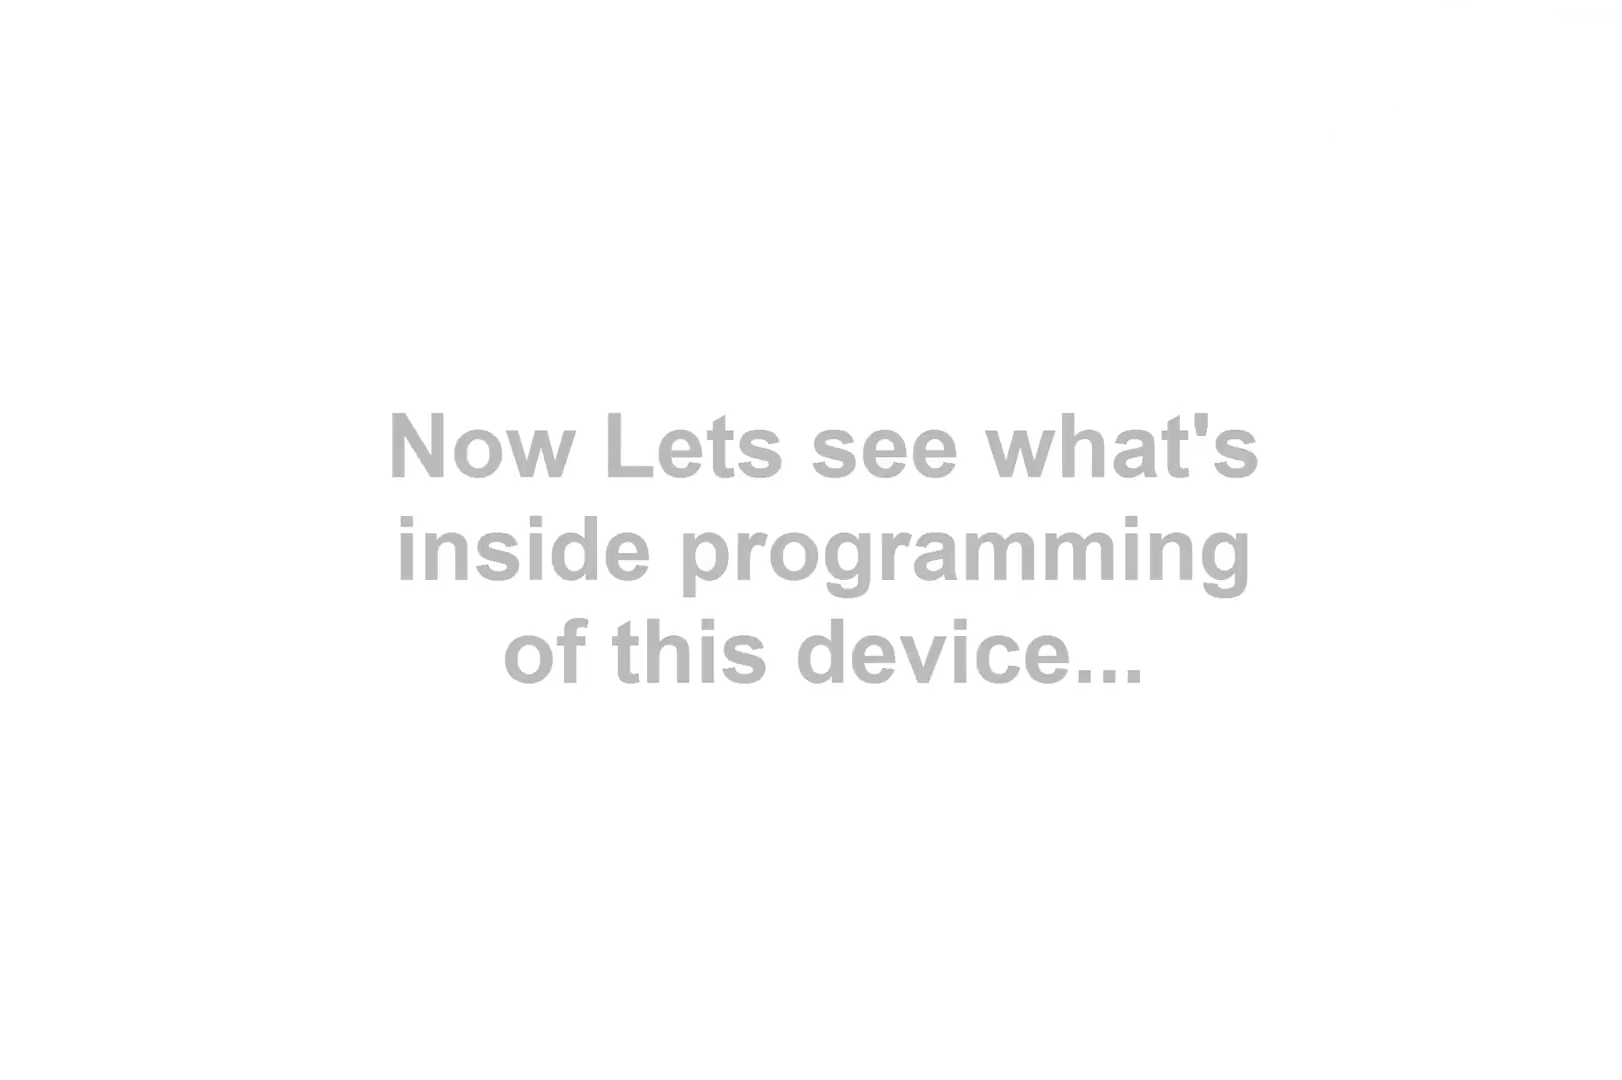 Now Lets see what's
inside programming
of this device...